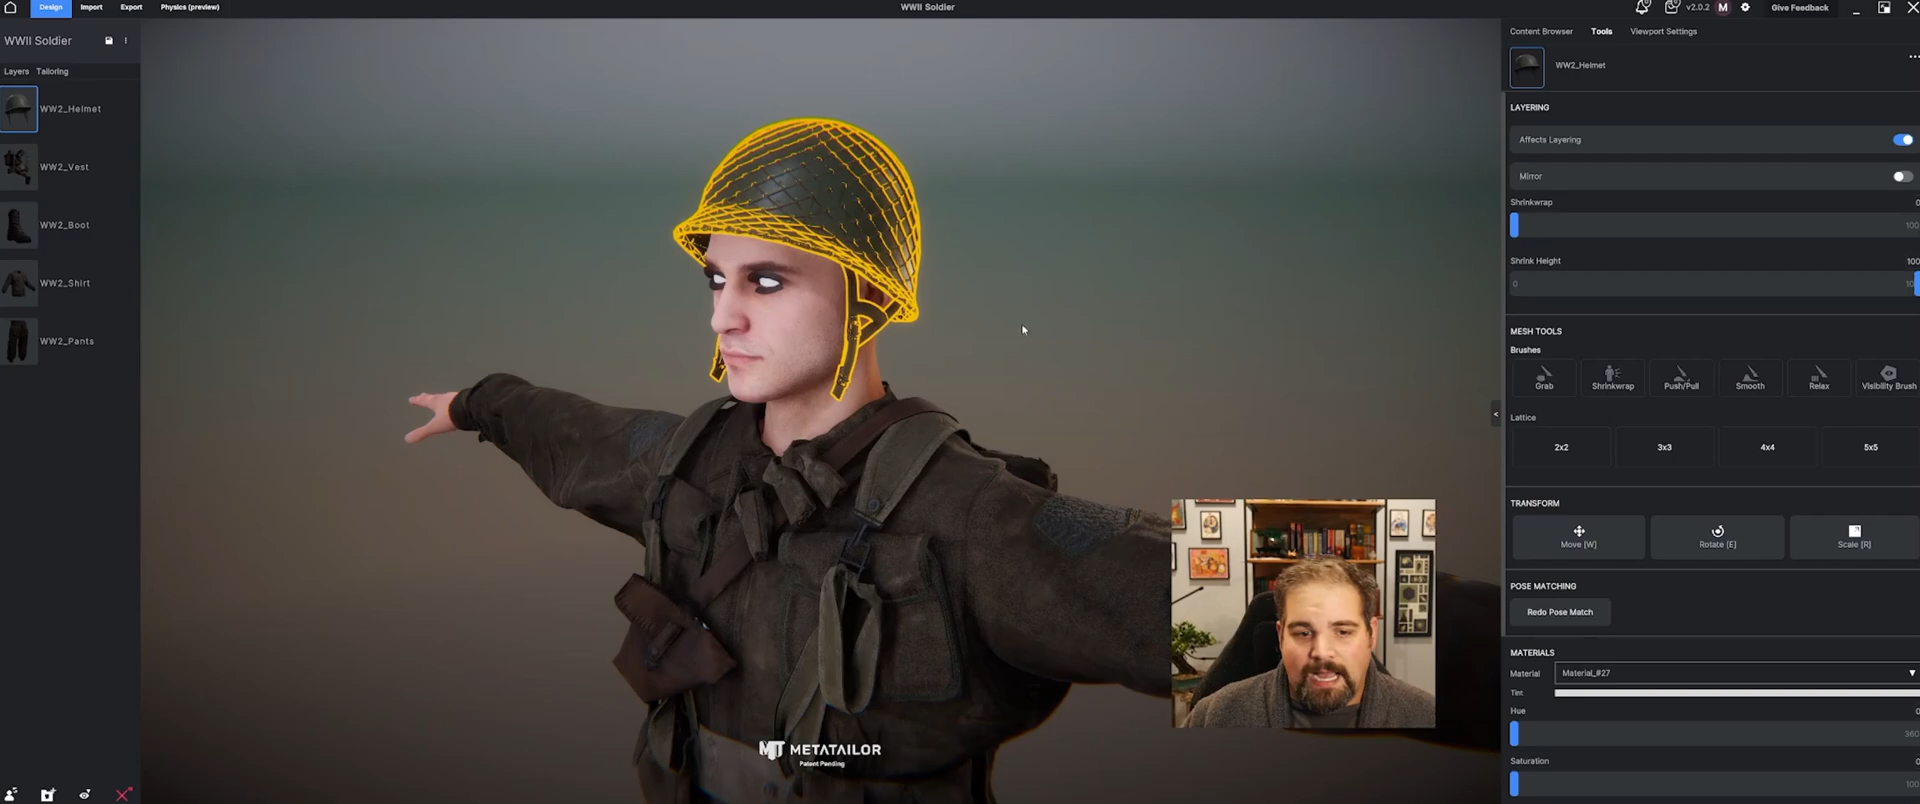 Design Import Export Physics (preview) WWII Soldier v2.0.2 M Give Feedback
WWII Soldier
Layers Tailoring
WW2_Helmet
WW2_Vest
WW2_Boot
WW2_Shirt
WW2_Pants
METATAILOR
Patent Pending
Content Browser Tools Viewport Settings
WW2_Helmet
LAYERING
Affects Layering
Mirror
Shrinkwrap 0
100
Shrink Height 100
0
MESH TOOLS
Brushes
Grab Shrinkwrap Push/Pull Smooth Relax Visibility Brush
Lattice
2x2 3x3 4x4 5x5
TRANSFORM
Move [W] Rotate [E] Scale [R]
POSE MATCHING
Redo Pose Match
MATERIALS
Material Material_#27
Tint
Hue 0
360
Saturation 0
100